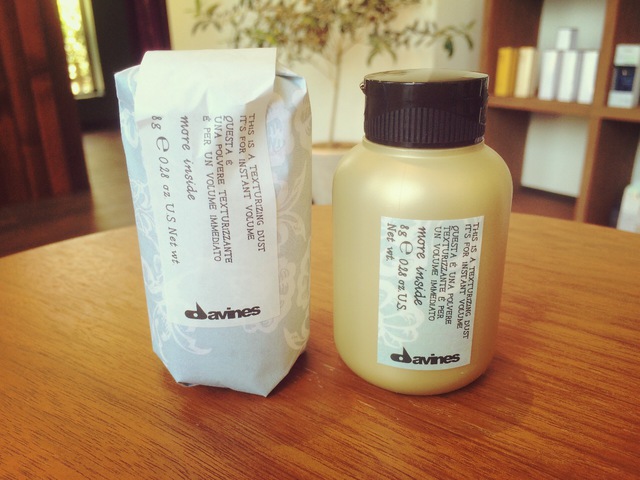 THIS IS A TEXTURIZING DUST
IT'S FOR INSTANT VOLUME
QUESTA È
UNA POLVERE TEXTURIZZANTE
È PER UN VOLUME IMMEDIATO
more inside
8g ℮ 0.28 oz U.S. Net wt
davines
THIS IS A TEXTURIZING DUST
IT'S FOR INSTANT VOLUME
QUESTA È UNA POLVERE
TEXTURIZZANTE È PER
UN VOLUME IMMEDIATO
more inside
8g ℮ 0.28 oz U.S.
Net wt.
davines